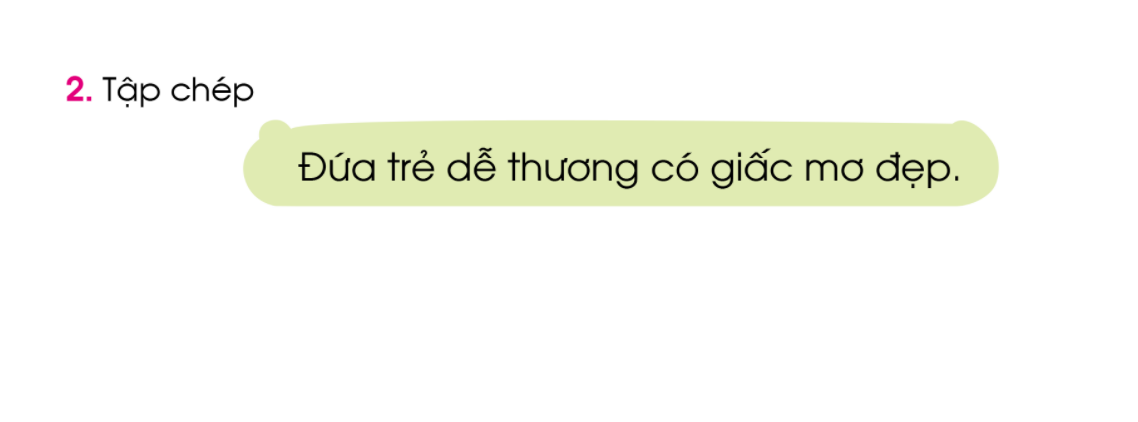 2. Tập chép
Đứa trẻ dễ thương có giấc mơ đẹp.